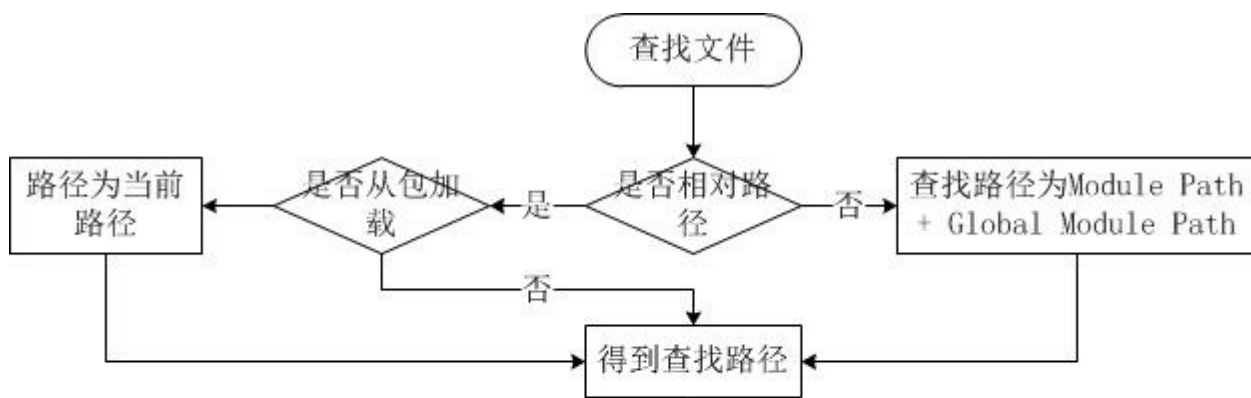 查找文件
路径为当前
路径
是否从包加
载
是
是否相对路
径
否
查找路径为Module Path
+ Global Module Path
否
得到查找路径